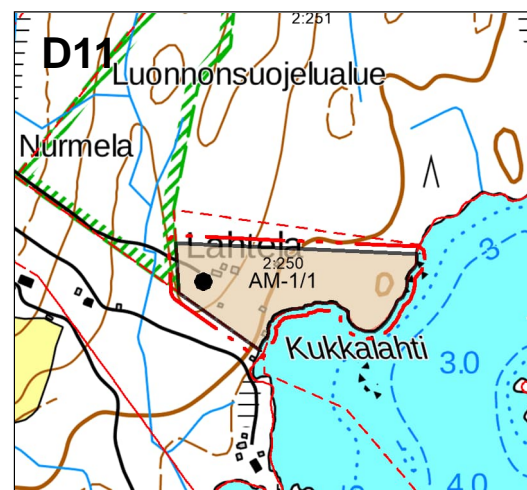 2:251
D11
Luonnonsuojelualue
Nurmela
Lahtela
2:250
AM-1/1
3
Kukkalahti
3.0
4.0